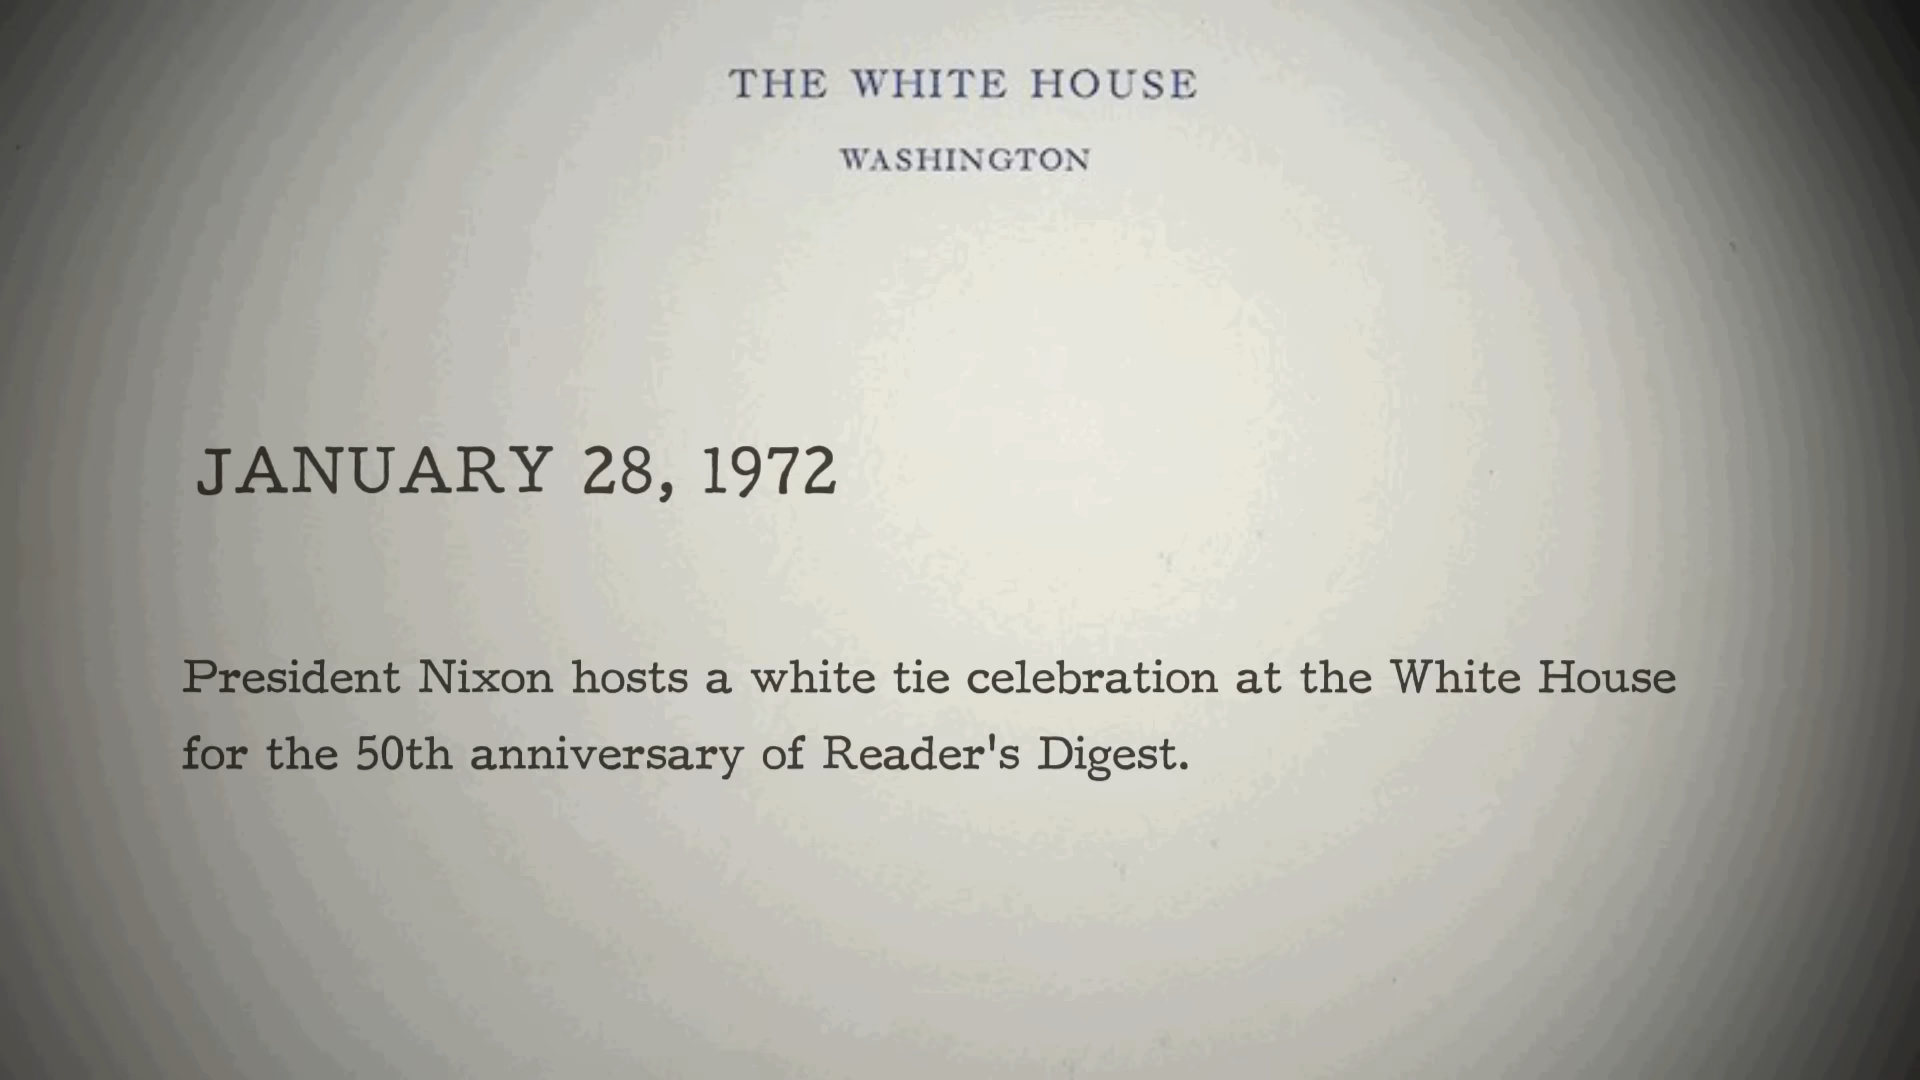 THE WHITE HOUSE
WASHINGTON
JANUARY 28, 1972
President Nixon hosts a white tie celebration at the White House
for the 50th anniversary of Reader's Digest.